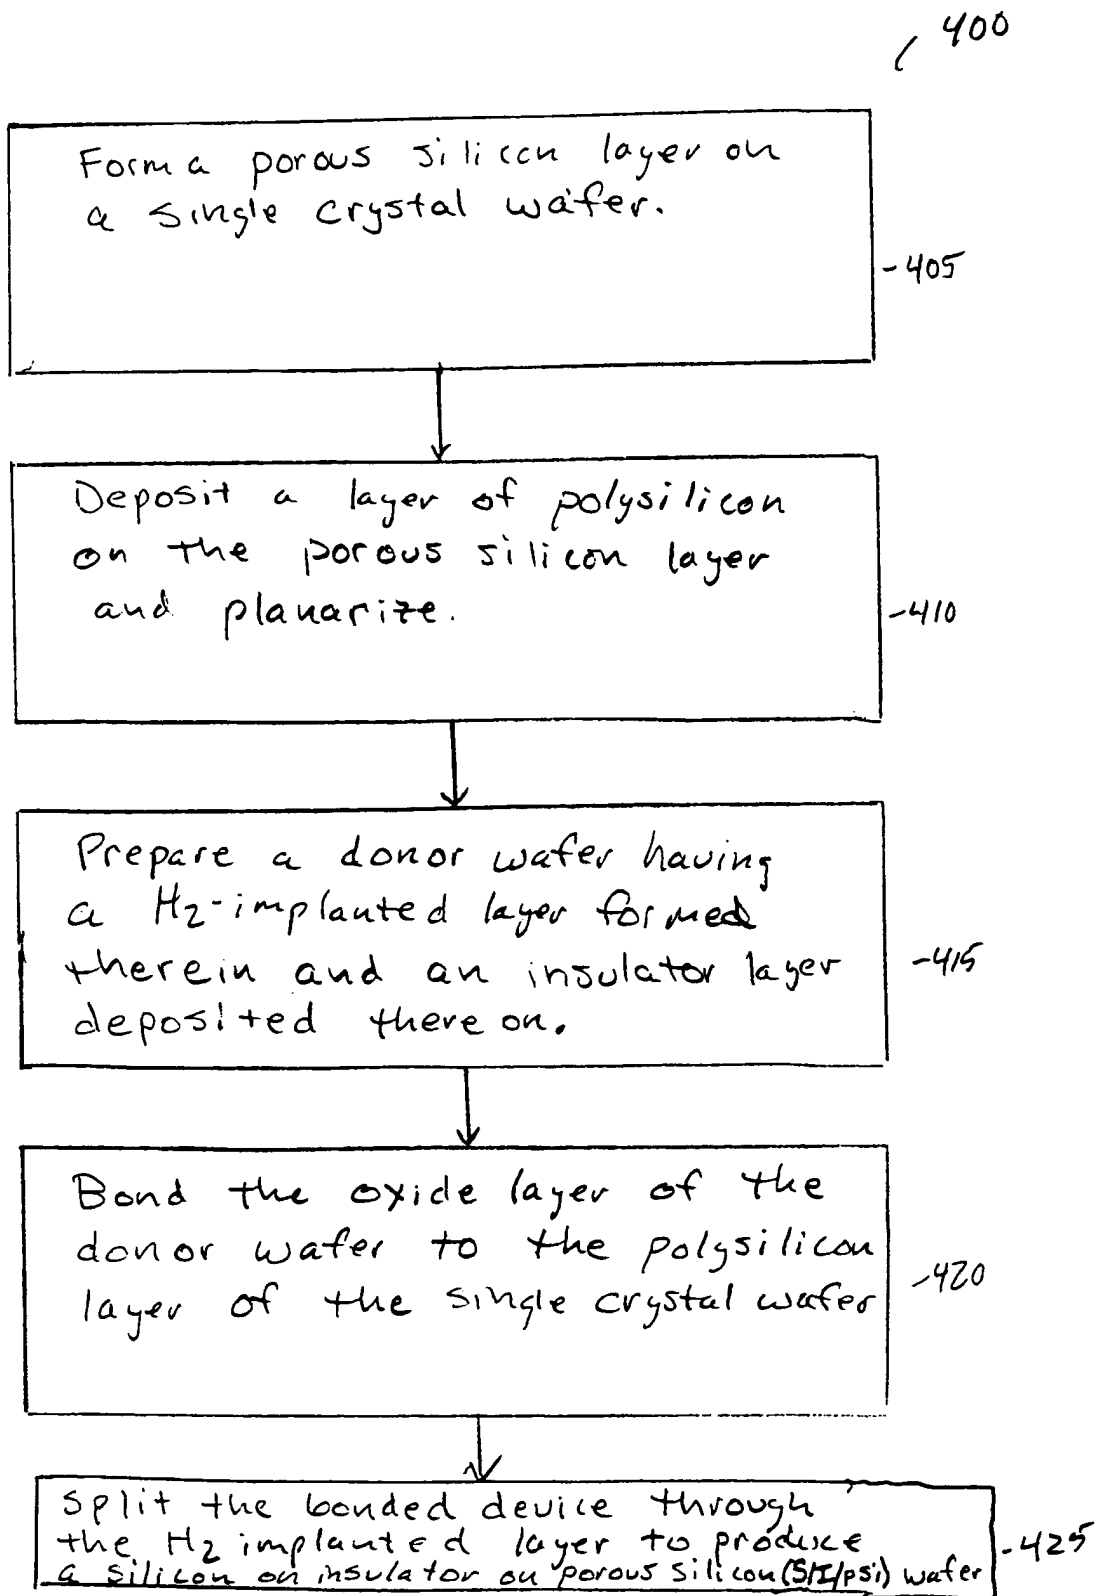 400
Form a porous silicon layer on
a single crystal wafer.
-405
Deposit a layer of polysilicon
on the porous silicon layer
and planarize.
-410
Prepare a donor wafer having
a H2-implanted layer formed
therein and an insulator layer
deposited there on.
-415
Bond the oxide layer of the
donor wafer to the polysilicon
layer of the single crystal wafer
-420
Split the bonded device through
the H2 implanted layer to produce
a silicon on insulator on porous silicon (S/I/psi) wafer
-425